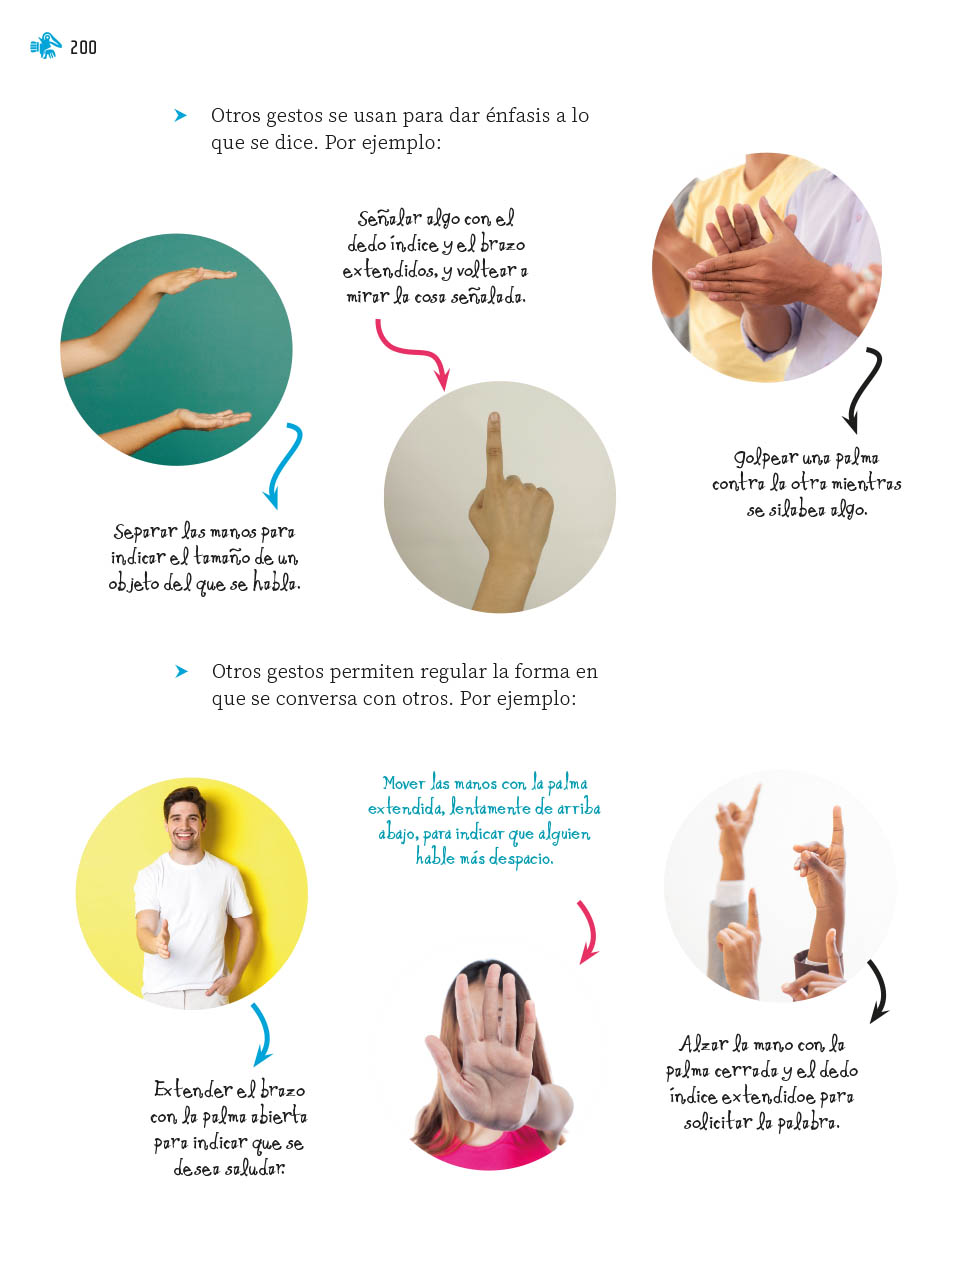 200
Otros gestos se usan para dar énfasis a lo
que se dice. Por ejemplo:
Señalar algo con el
dedo índice y el brazo
extendidos, y voltear a
mirar la cosa señalada.
Golpear una palma
contra la otra mientras
se silabea algo.
Separar las manos para
indicar el tamaño de un
objeto del que se habla.
Otros gestos permiten regular la forma en
que se conversa con otros. Por ejemplo:
Mover las manos con la palma
extendida, lentamente de arriba
abajo, para indicar que alguien
hable más despacio.
Alzar la mano con la
palma cerrada y el dedo
índice extendidoe para
solicitar la palabra.
Extender el brazo
con la palma abierta
para indicar que se
desea saludar.